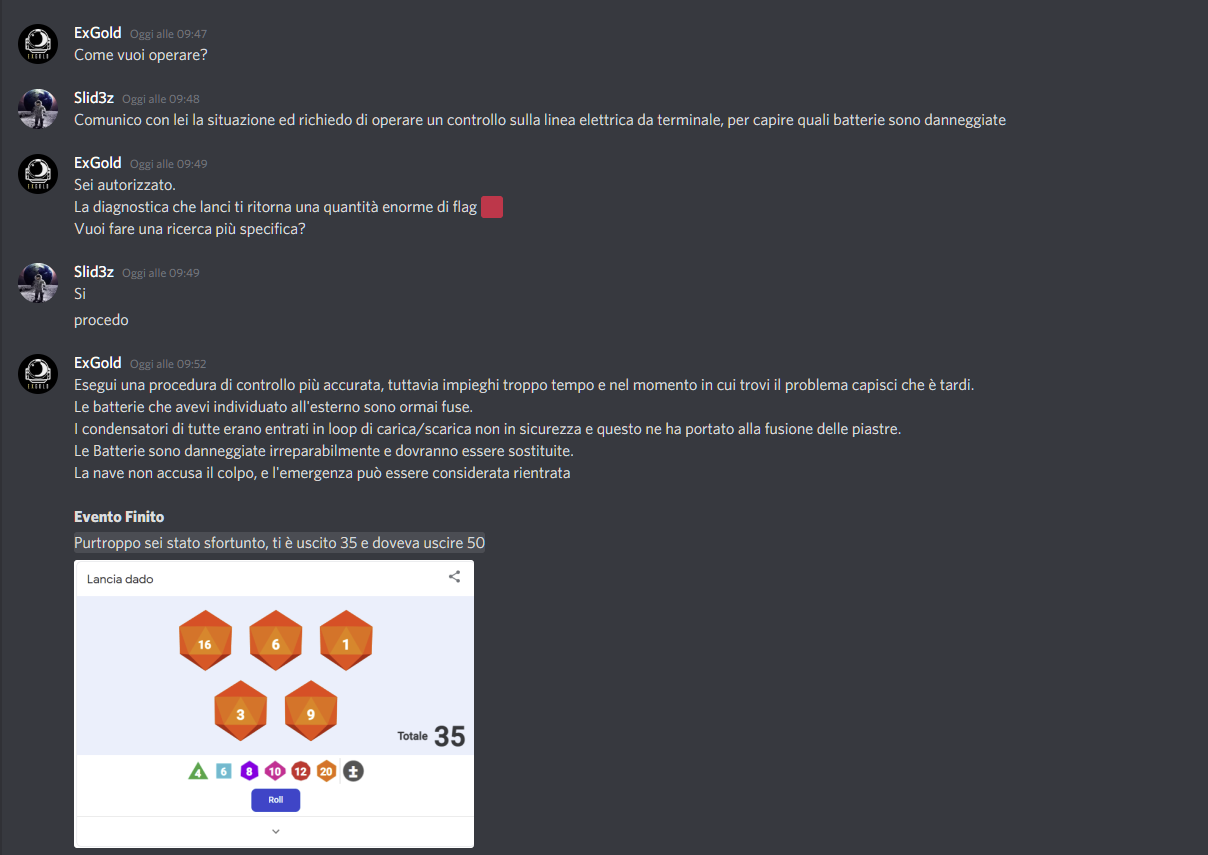 ExGold Oggi alle 09:47
Come vuoi operare?
Slid3z Oggi alle 09:48
Comunico con lei la situazione ed richiedo di operare un controllo sulla linea elettrica da terminale, per capire quali batterie sono danneggiate
ExGold Oggi alle 09:49
Sei autorizzato.
La diagnostica che lanci ti ritorna una quantità enorme di flag
Vuoi fare una ricerca più specifica?
Slid3z Oggi alle 09:49
Si
procedo
ExGold Oggi alle 09:52
Esegui una procedura di controllo più accurata, tuttavia impieghi troppo tempo e nel momento in cui trovi il problema capisci che è tardi.
Le batterie che avevi individuato all'esterno sono ormai fuse.
I condensatori di tutte erano entrati in loop di carica/scarica non in sicurezza e questo ne ha portato alla fusione delle piastre.
Le Batterie sono danneggiate irreparabilmente e dovranno essere sostituite.
La nave non accusa il colpo, e l'emergenza può essere considerata rientrata
Evento Finito
Purtroppo sei stato sfortunto, ti è uscito 35 e doveva uscire 50
Lancia dado
16 6 1
3 9
Totale 35
4 6 8 10 12 20 ±
Roll